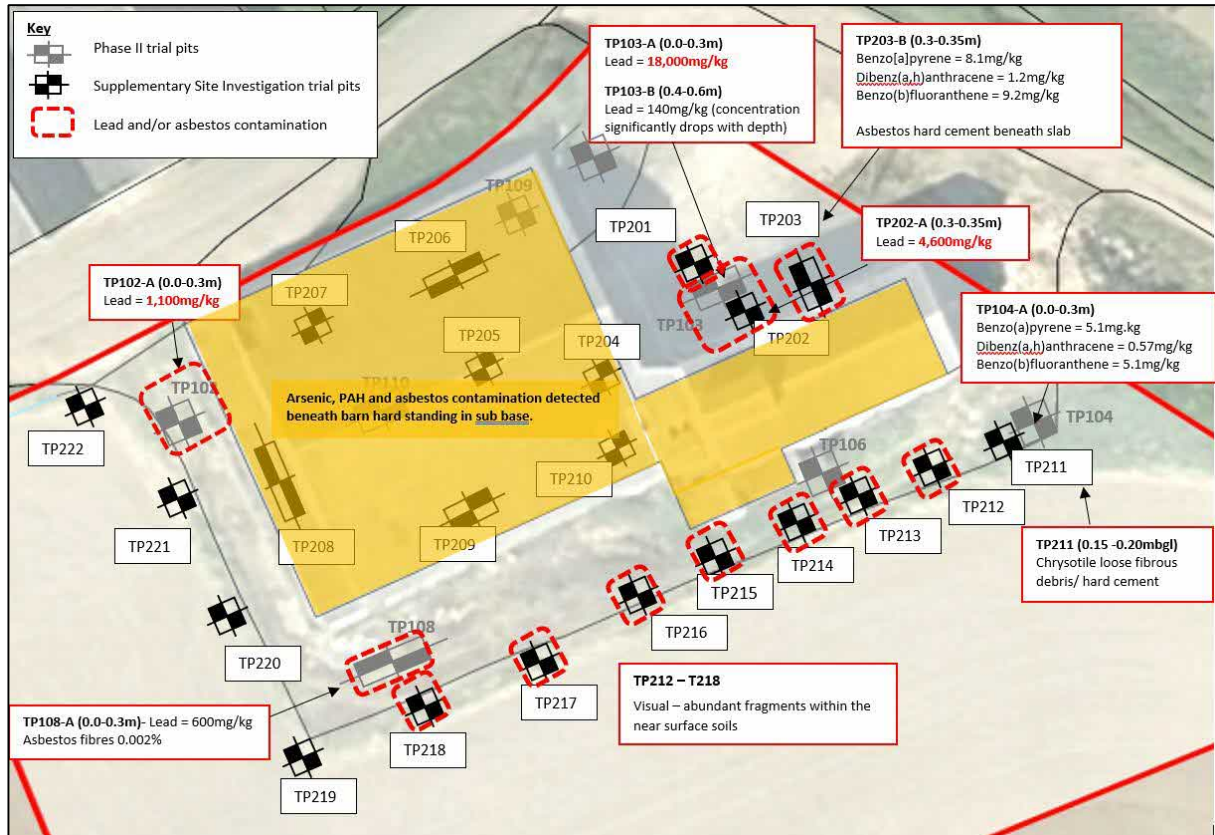 Key
Phase II trial pits
Supplementary Site Investigation trial pits
Lead and/or asbestos contamination
TP103-A (0.0-0.3m)
Lead = 18,000mg/kg
TP103-B (0.4-0.6m)
Lead = 140mg/kg (concentration
significantly drops with depth)
TP203-B (0.3-0.35m)
Benzo[a]pyrene = 8.1mg/kg
Dibenz(a,h)anthracene = 1.2mg/kg
Benzo(b)fluoranthene = 9.2mg/kg
Asbestos hard cement beneath slab
TP109
TP201
TP203
TP202-A (0.3-0.35m)
Lead = 4,600mg/kg
TP206
TP102-A (0.0-0.3m)
Lead = 1,100mg/kg
TP207
TP104-A (0.0-0.3m)
Benzo(a)pyrene = 5.1mg.kg
Dibenz(a,h)anthracene = 0.57mg/kg
Benzo(b)fluoranthene = 5.1mg/kg
TP103
TP202
TP205
TP204
TP102
TP110
Arsenic, PAH and asbestos contamination detected
beneath barn hard standing in sub base.
TP222
TP104
TP106
TP211
TP210
TP212
TP221
TP208
TP209
TP213
TP214
TP211 (0.15 -0.20mbgl)
Chrysotile loose fibrous
debris/ hard cement
TP215
TP216
TP108
TP220
TP217
TP212 – T218
Visual – abundant fragments within the
near surface soils
TP108-A (0.0-0.3m)- Lead = 600mg/kg
Asbestos fibres 0.002%
TP218
TP219